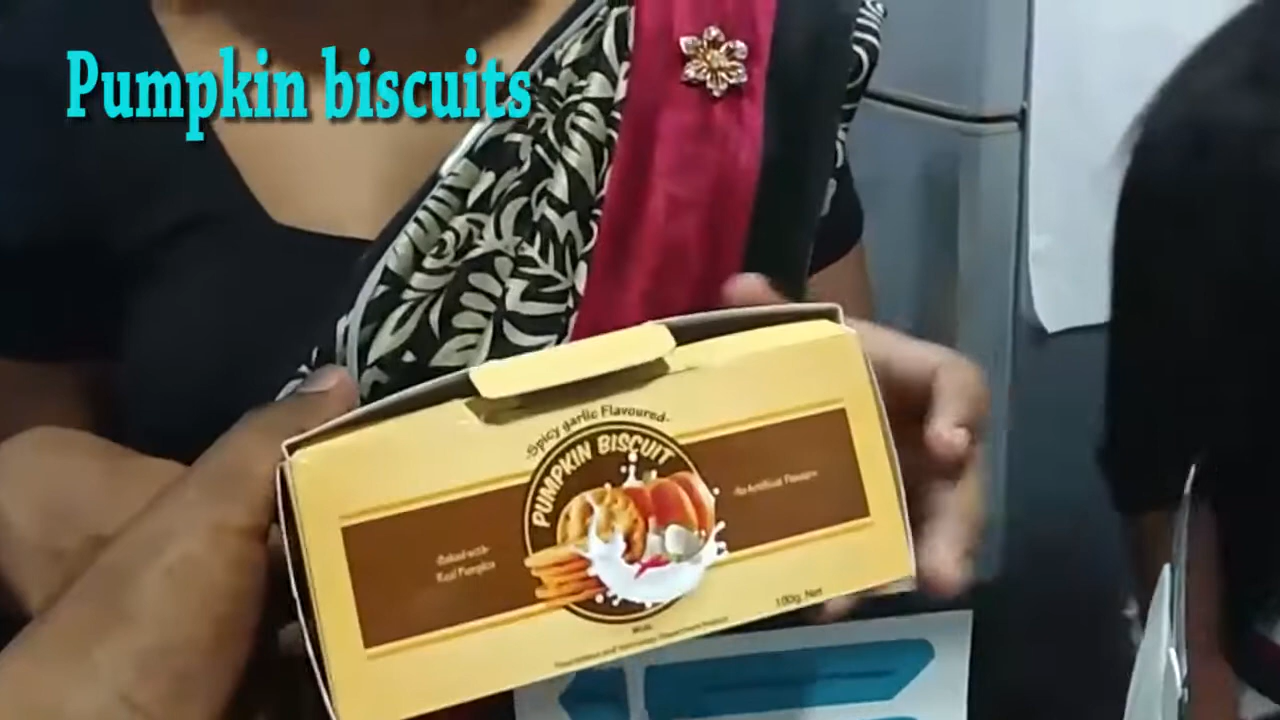 Pumpkin biscuits
-Spicy garlic Flavoured-
PUMPKIN BISCUIT
-No Artificial Flavours-
-Baked with-
Real Pumpkin
100g. Net